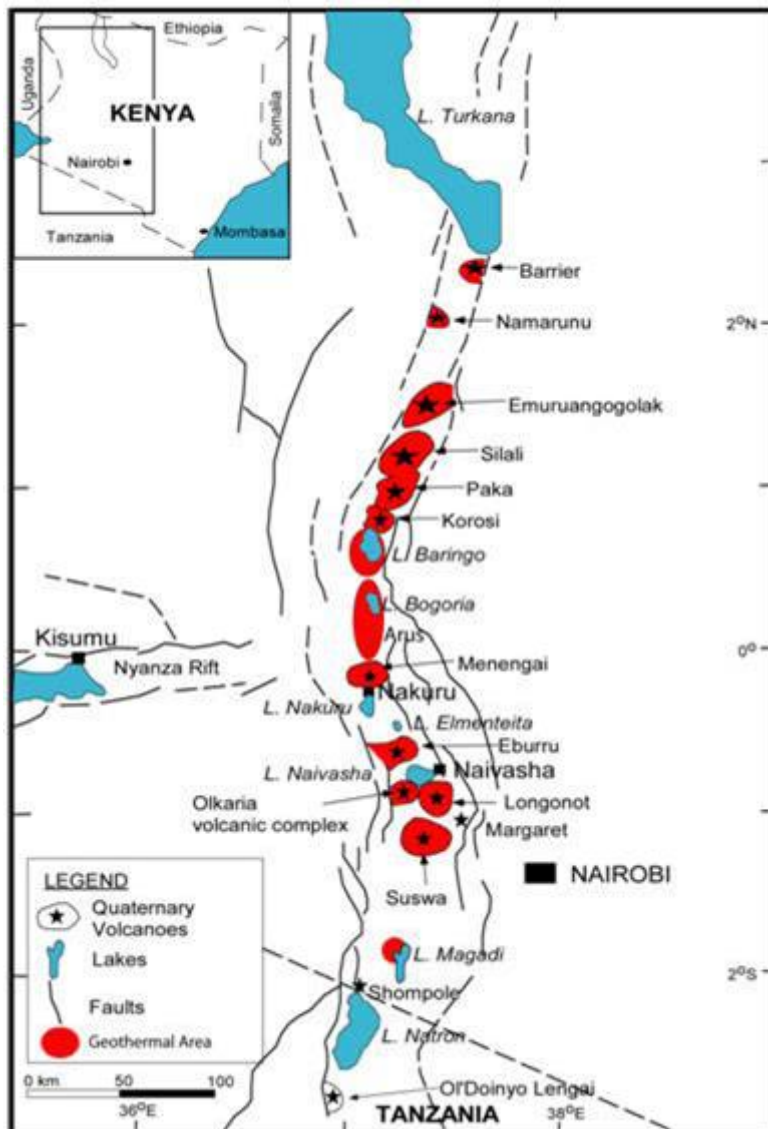 Ethiopia
Uganda
KENYA
Somalia
Nairobi
Tanzania
Mombasa
L. Turkana
Barrier
Namarunu
2°N
Emuruangogolak
Silali
Paka
Korosi
L. Baringo
L. Bogoria
Arus
Kisumu
Nyanza Rift
0°
Menengai
Nakuru
L. Nakuru
L. Elmenteita
Eburru
L. Naivasha
Naivasha
Olkaria
volcanic complex
Longonot
Margaret
NAIROBI
Suswa
LEGEND
Quaternary
Volcanoes
Lakes
Faults
Geothermal Area
L. Magadi
2°S
Shompole
L. Natron
0 km
50
100
Ol'Doinyo Lengai
36°E
TANZANIA
38°E